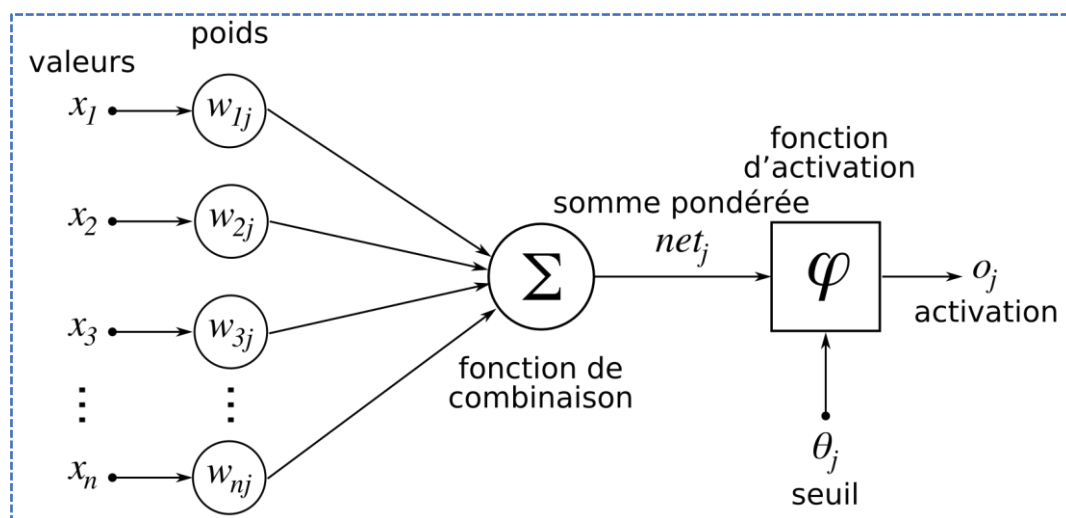 poids
valeurs
x1
w1j
x2
w2j
x3
w3j
⋮
⋮
xn
wnj
Σ
fonction de
combinaison
somme pondérée
netj
fonction
d’activation
φ
oj
activation
θj
seuil